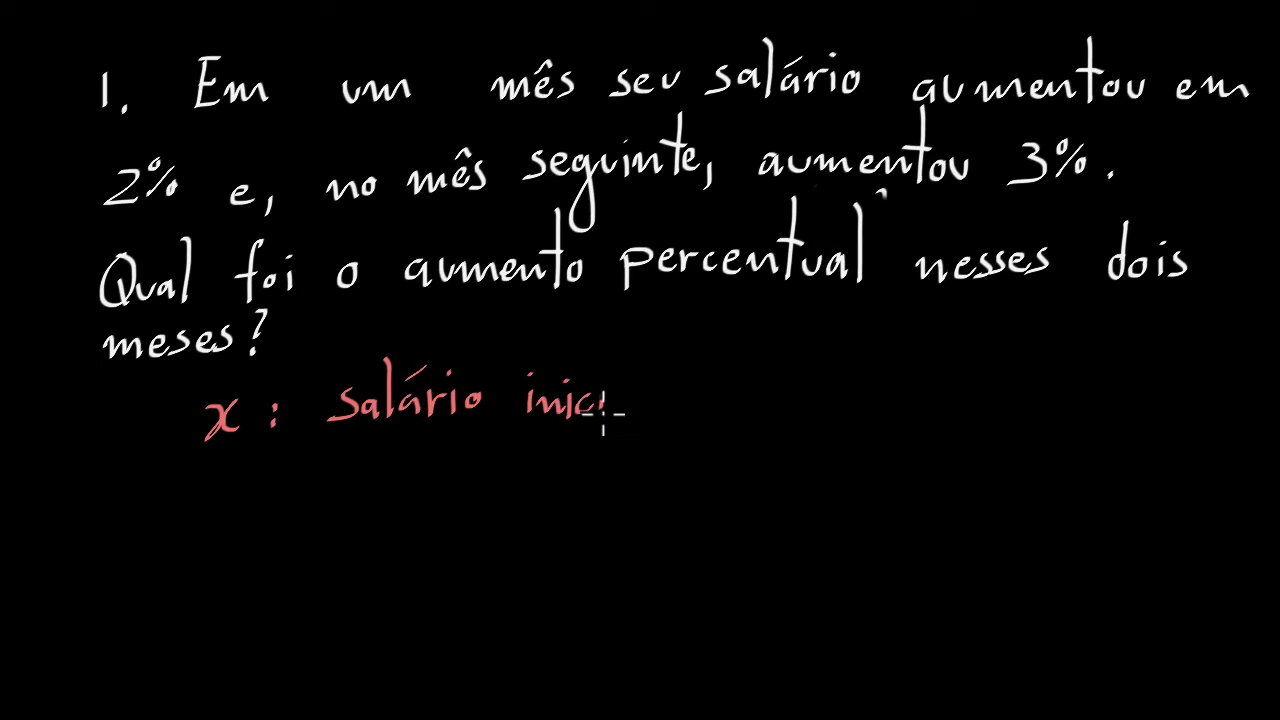 1. Em um mês seu salário aumentou em
2% e, no mês seguinte, aumentou 3%.
Qual foi o aumento percentual nesses dois
meses?
x: salário inic